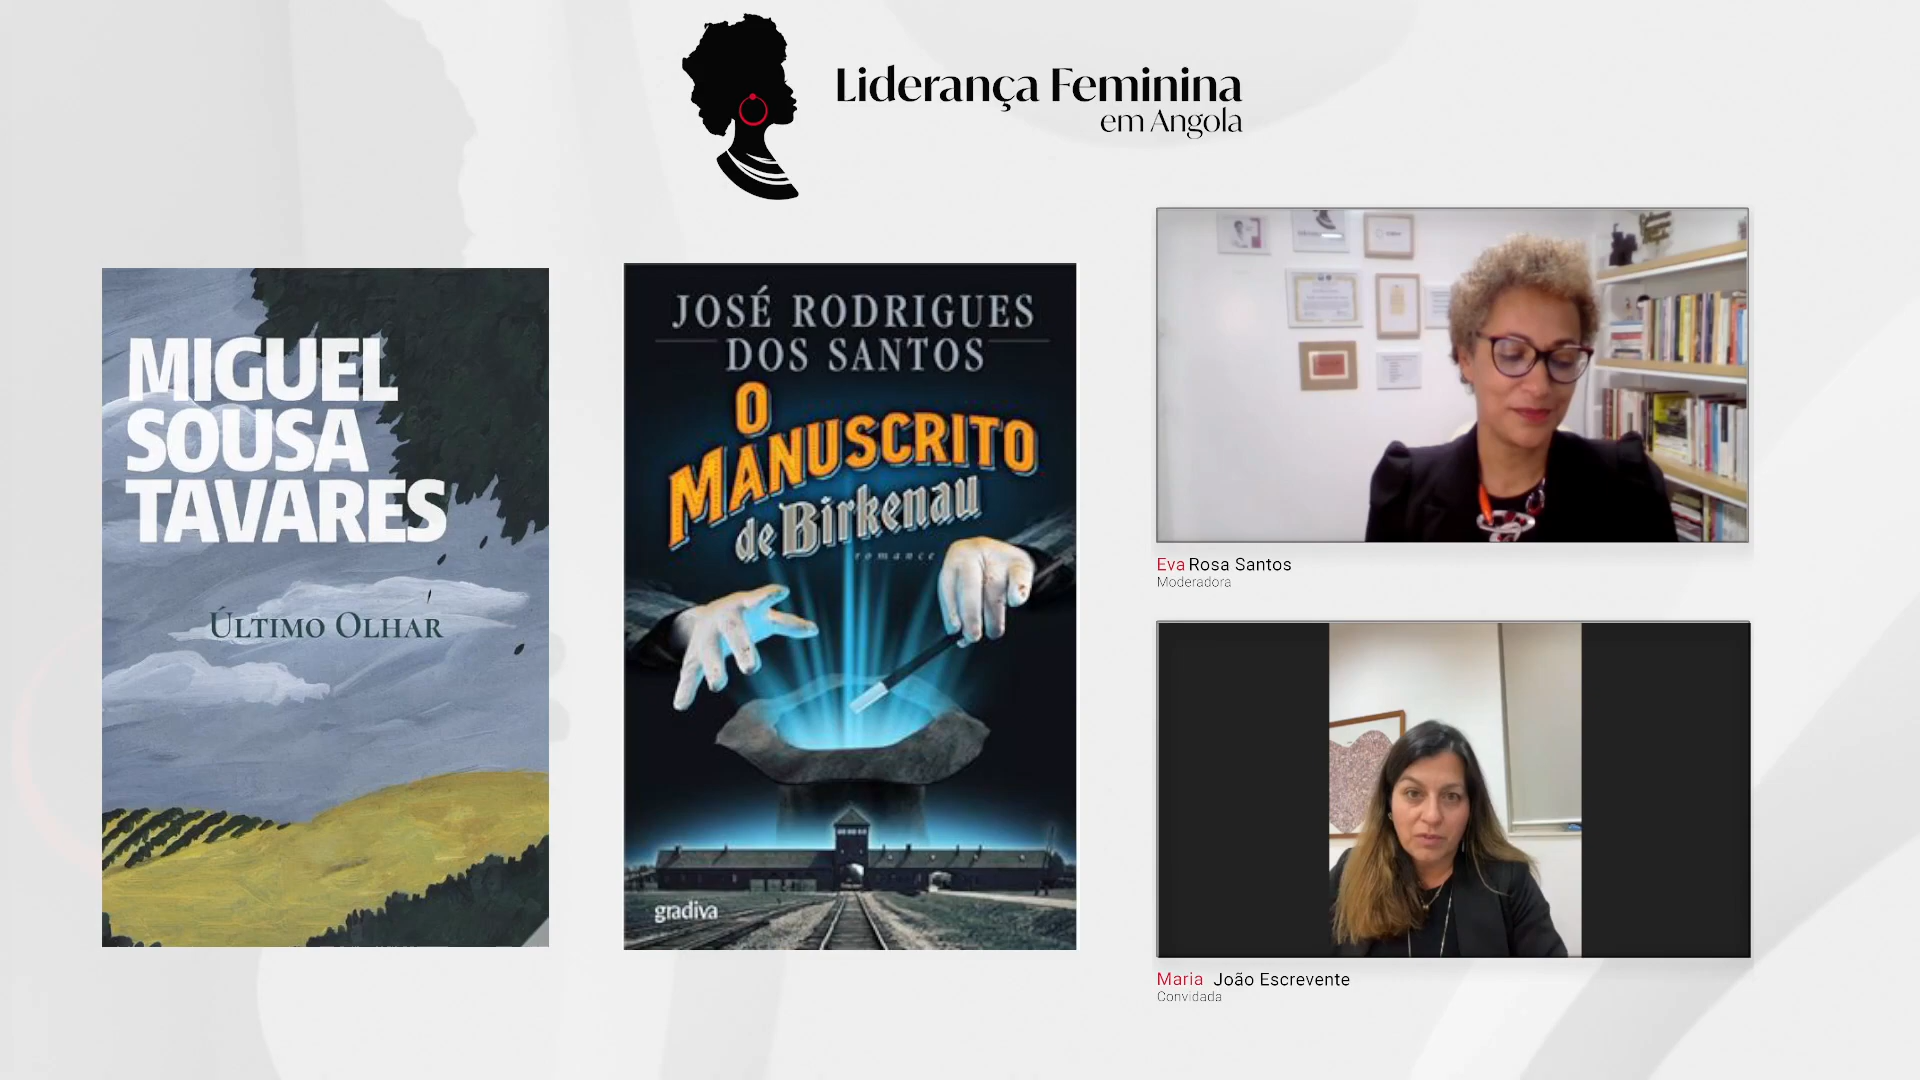 Liderança Feminina
em Angola
MIGUEL
SOUSA
TAVARES
ÚLTIMO OLHAR
JOSÉ RODRIGUES
DOS SANTOS
O
MANUSCRITO
de Birkenau
romance
gradiva
Eva Rosa Santos
Moderadora
Maria João Escrevente
Convidada